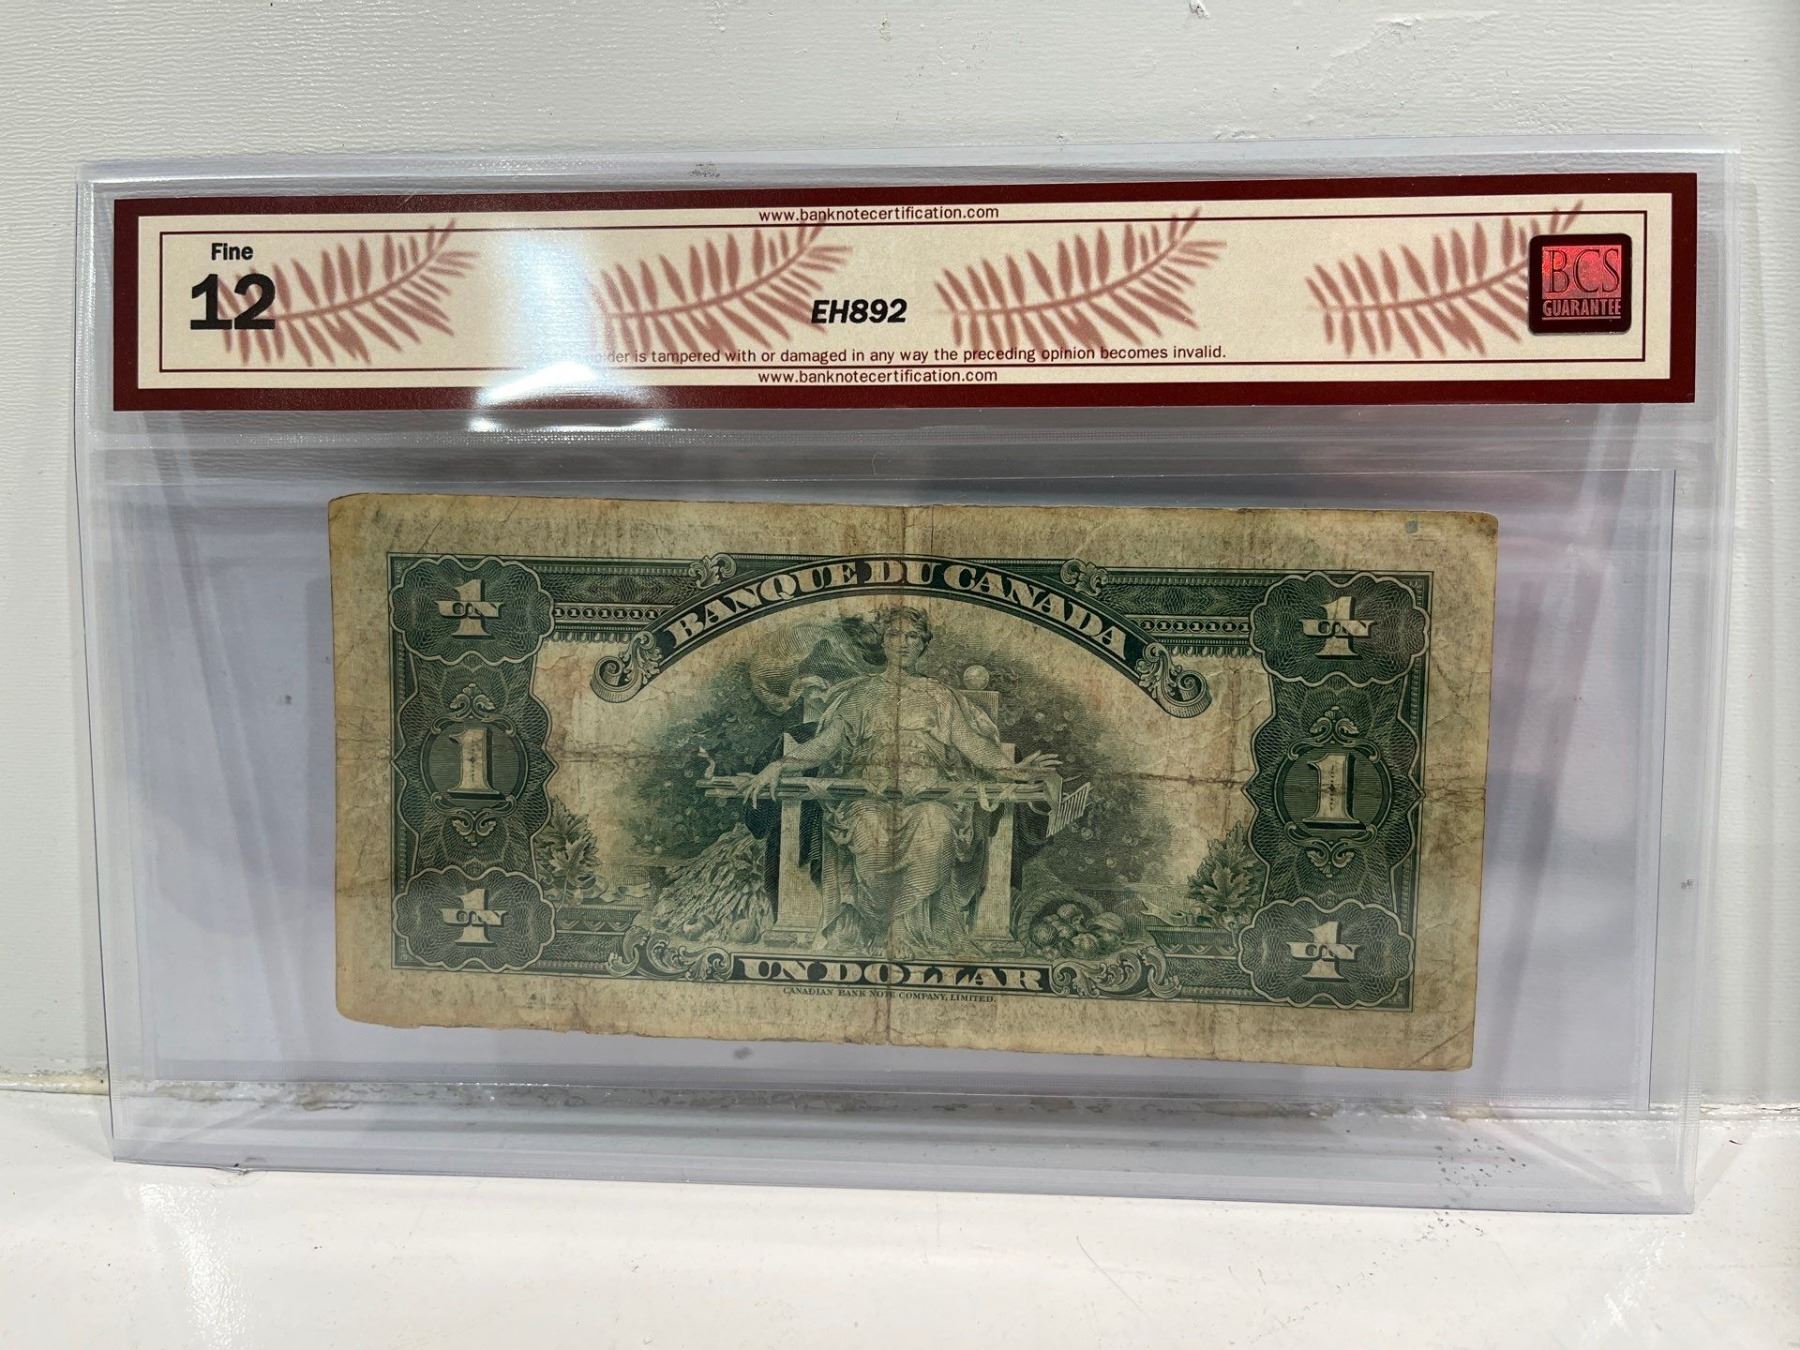 www.banknotecertification.com
Fine
12
EH892
BCS
GUARANTEE
is tampered with or damaged in any way the preceding opinion becomes invalid.
www.banknotecertification.com
BANQUE DU CANADA
1
UN
1
UN
1
1
1
UN
1
UN
UN DOLLAR
CANADIAN BANK NOTE COMPANY, LIMITED.